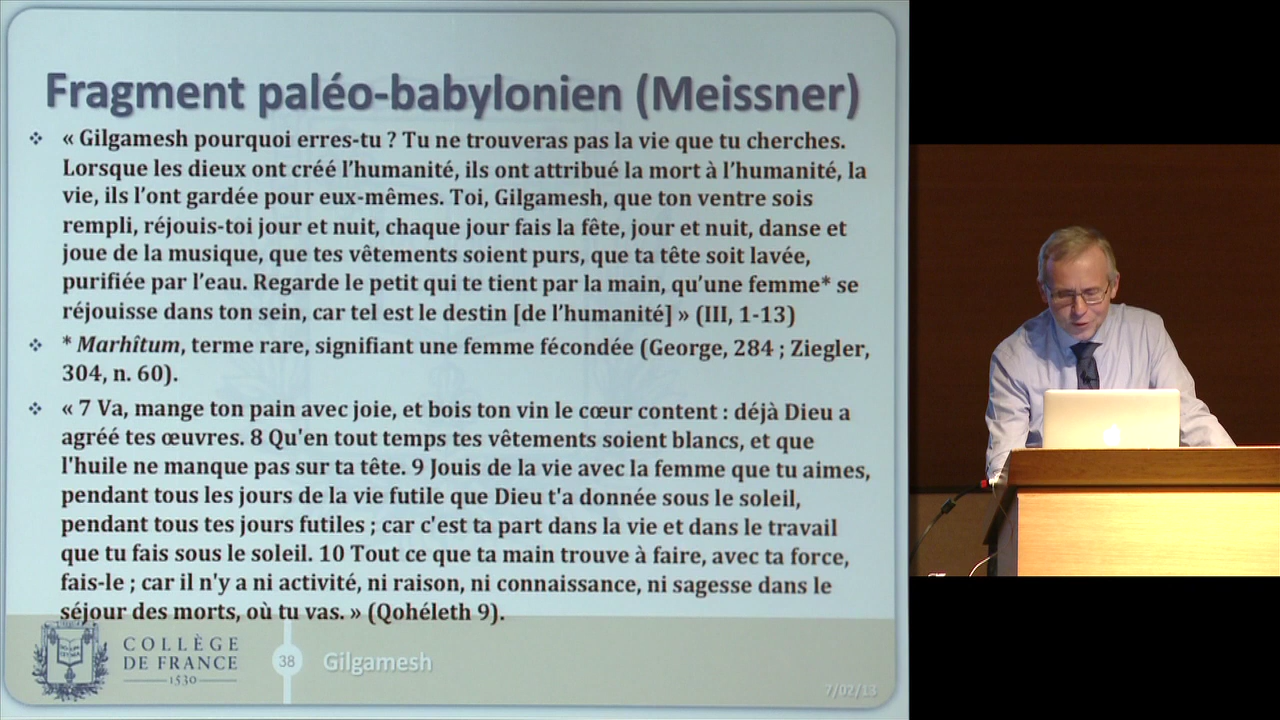 Fragment paléo-babylonien (Meissner)
❖ « Gilgamesh pourquoi erres-tu ? Tu ne trouveras pas la vie que tu cherches.
Lorsque les dieux ont créé l’humanité, ils ont attribué la mort à l’humanité, la
vie, ils l’ont gardée pour eux-mêmes. Toi, Gilgamesh, que ton ventre sois
rempli, réjouis-toi jour et nuit, chaque jour fais la fête, jour et nuit, danse et
joue de la musique, que tes vêtements soient purs, que ta tête soit lavée,
purifiée par l’eau. Regarde le petit qui te tient par la main, qu’une femme* se
réjouisse dans ton sein, car tel est le destin [de l’humanité] » (III, 1-13)
❖ * Marhîtum, terme rare, signifiant une femme fécondée (George, 284 ; Ziegler,
304, n. 60).
❖ « 7 Va, mange ton pain avec joie, et bois ton vin le cœur content : déjà Dieu a
agréé tes œuvres. 8 Qu'en tout temps tes vêtements soient blancs, et que
l'huile ne manque pas sur ta tête. 9 Jouis de la vie avec la femme que tu aimes,
pendant tous les jours de la vie futile que Dieu t'a donnée sous le soleil,
pendant tous tes jours futiles ; car c'est ta part dans la vie et dans le travail
que tu fais sous le soleil. 10 Tout ce que ta main trouve à faire, avec ta force,
fais-le ; car il n'y a ni activité, ni raison, ni connaissance, ni sagesse dans le
séjour des morts, où tu vas. » (Qohéleth 9).
COLLÈGE
DE FRANCE
1530
38
Gilgamesh
7/02/13